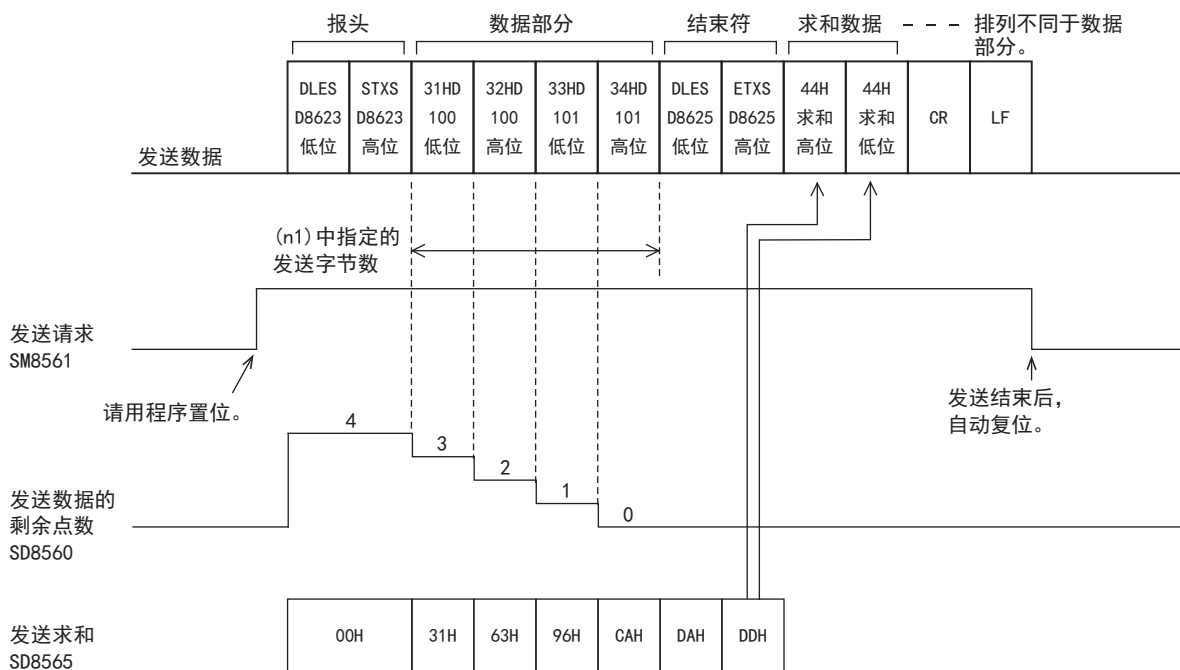 报头 数据部分 结束符 求和数据 排列不同于数据
部分。
DLES STXS 31HD 32HD 33HD 34HD DLES ETXS 44H 44H
D8623 D8623 100 100 101 101 D8625 D8625 求和 求和 CR LF
低位 高位 低位 高位 低位 高位 低位 高位 高位 低位
发送数据
(n1)中指定的
发送字节数
发送请求
SM8561
请用程序置位。
发送结束后,
自动复位。
4
3
2
1
0
发送数据的
剩余点数
SD8560
发送求和
SD8565
00H 31H 63H 96H CAH DAH DDH